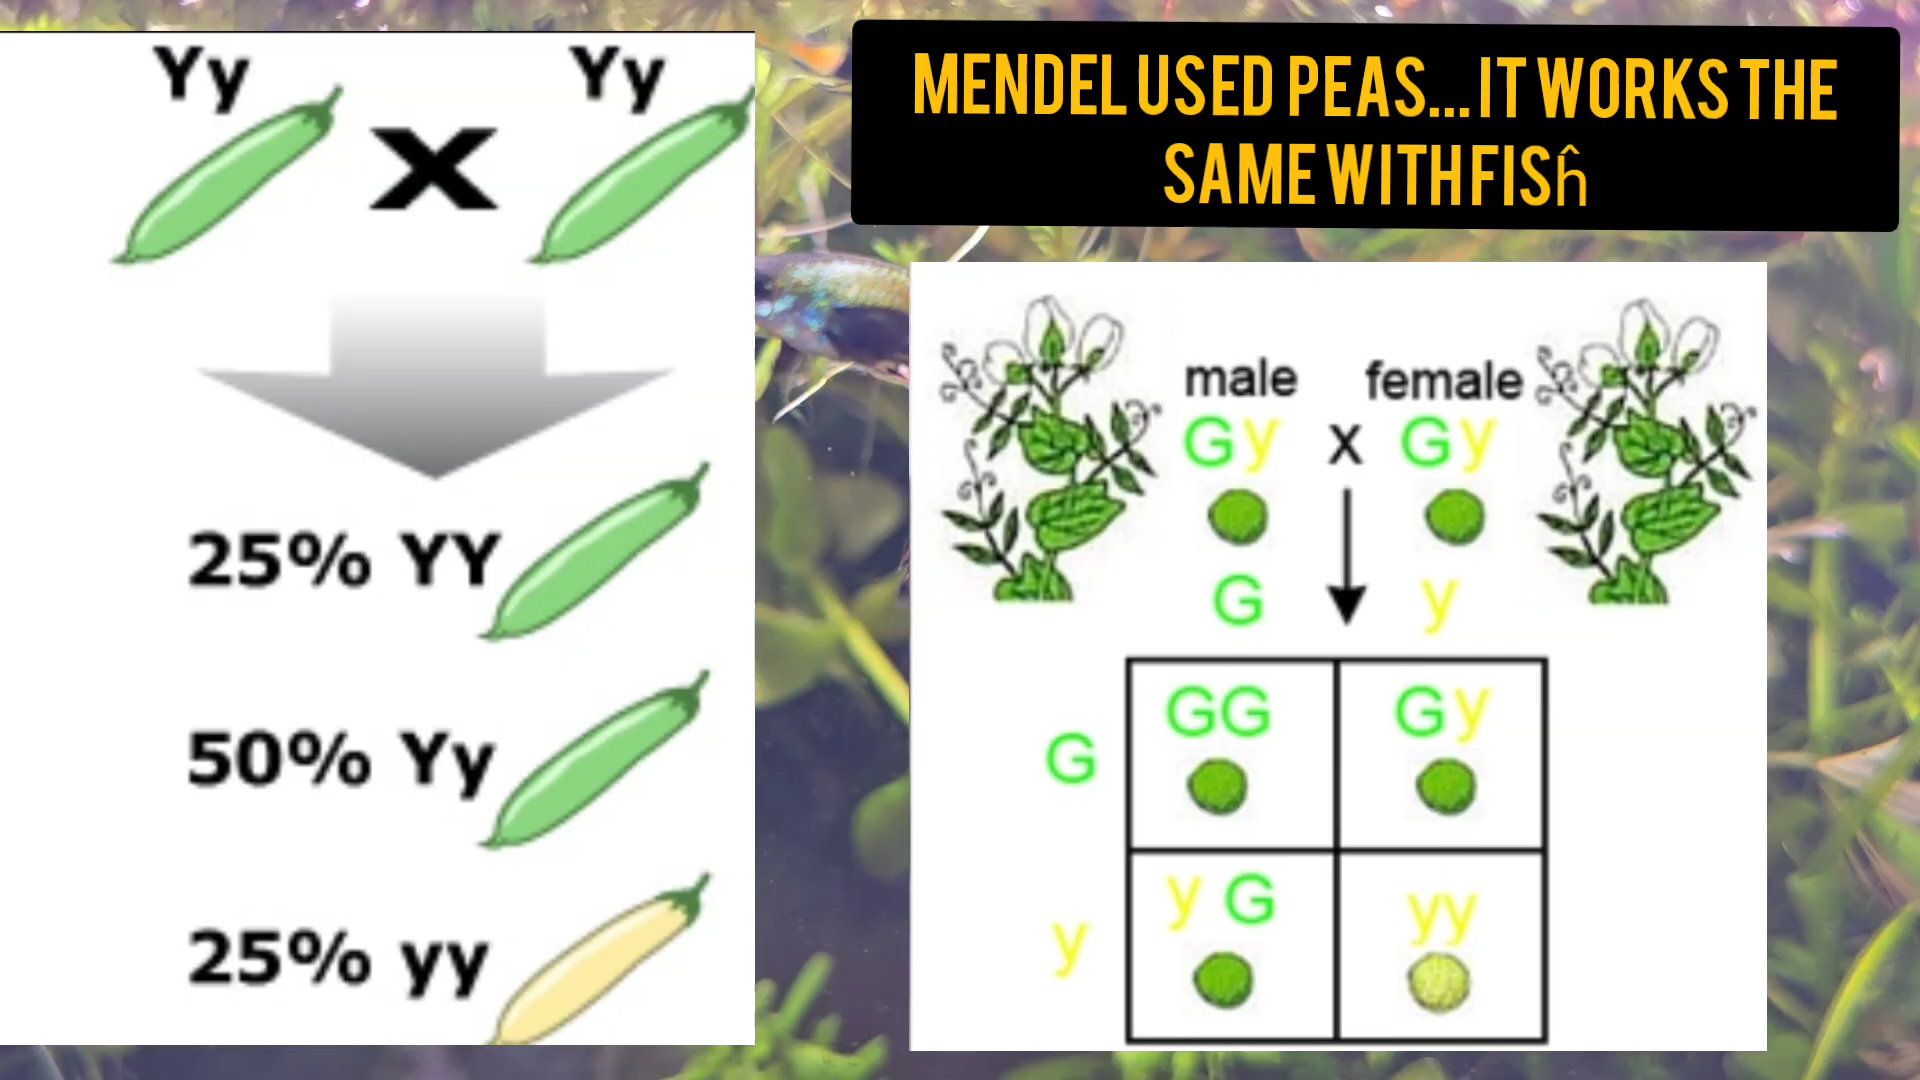 Yy Yy
X
25% YY
50% Yy
25% yy
MENDEL USED PEAS...IT WORKS THE
SAME WITH FISĥ
male female
Gy x Gy
G y
G GG Gy
y yG yy